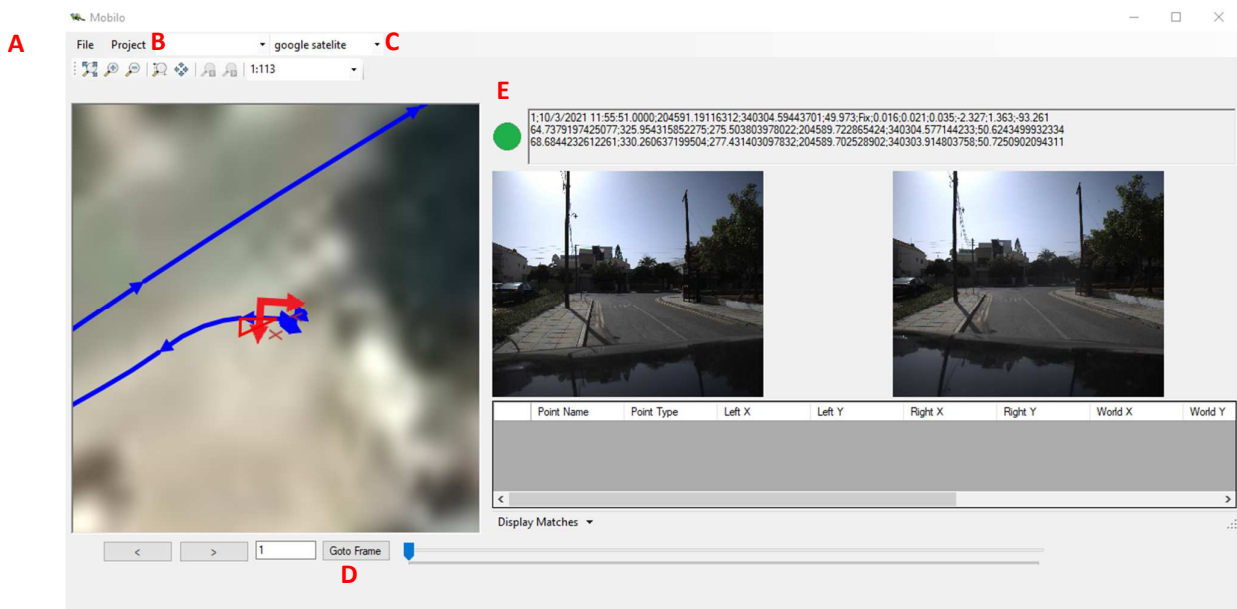 Mobilo
A
File Project B google satelite C
1:113
E
1;10/3/2021 11:55:51.0000;204591.19116312;340304.59443701;49.973;Fix;0.016;0.021;0.035;-2.327;1.363;-93.261
64.7379197425077;325.954315852275;275.503803978022;204589.722865424;340304.577144233;50.6243499932334
68.6844232612261;330.260637199504;277.431403097832;204589.702528902;340303.914803758;50.7250902094311
Point Name Point Type Left X Left Y Right X Right Y World X World Y
Display Matches
< > 1 Goto Frame
D